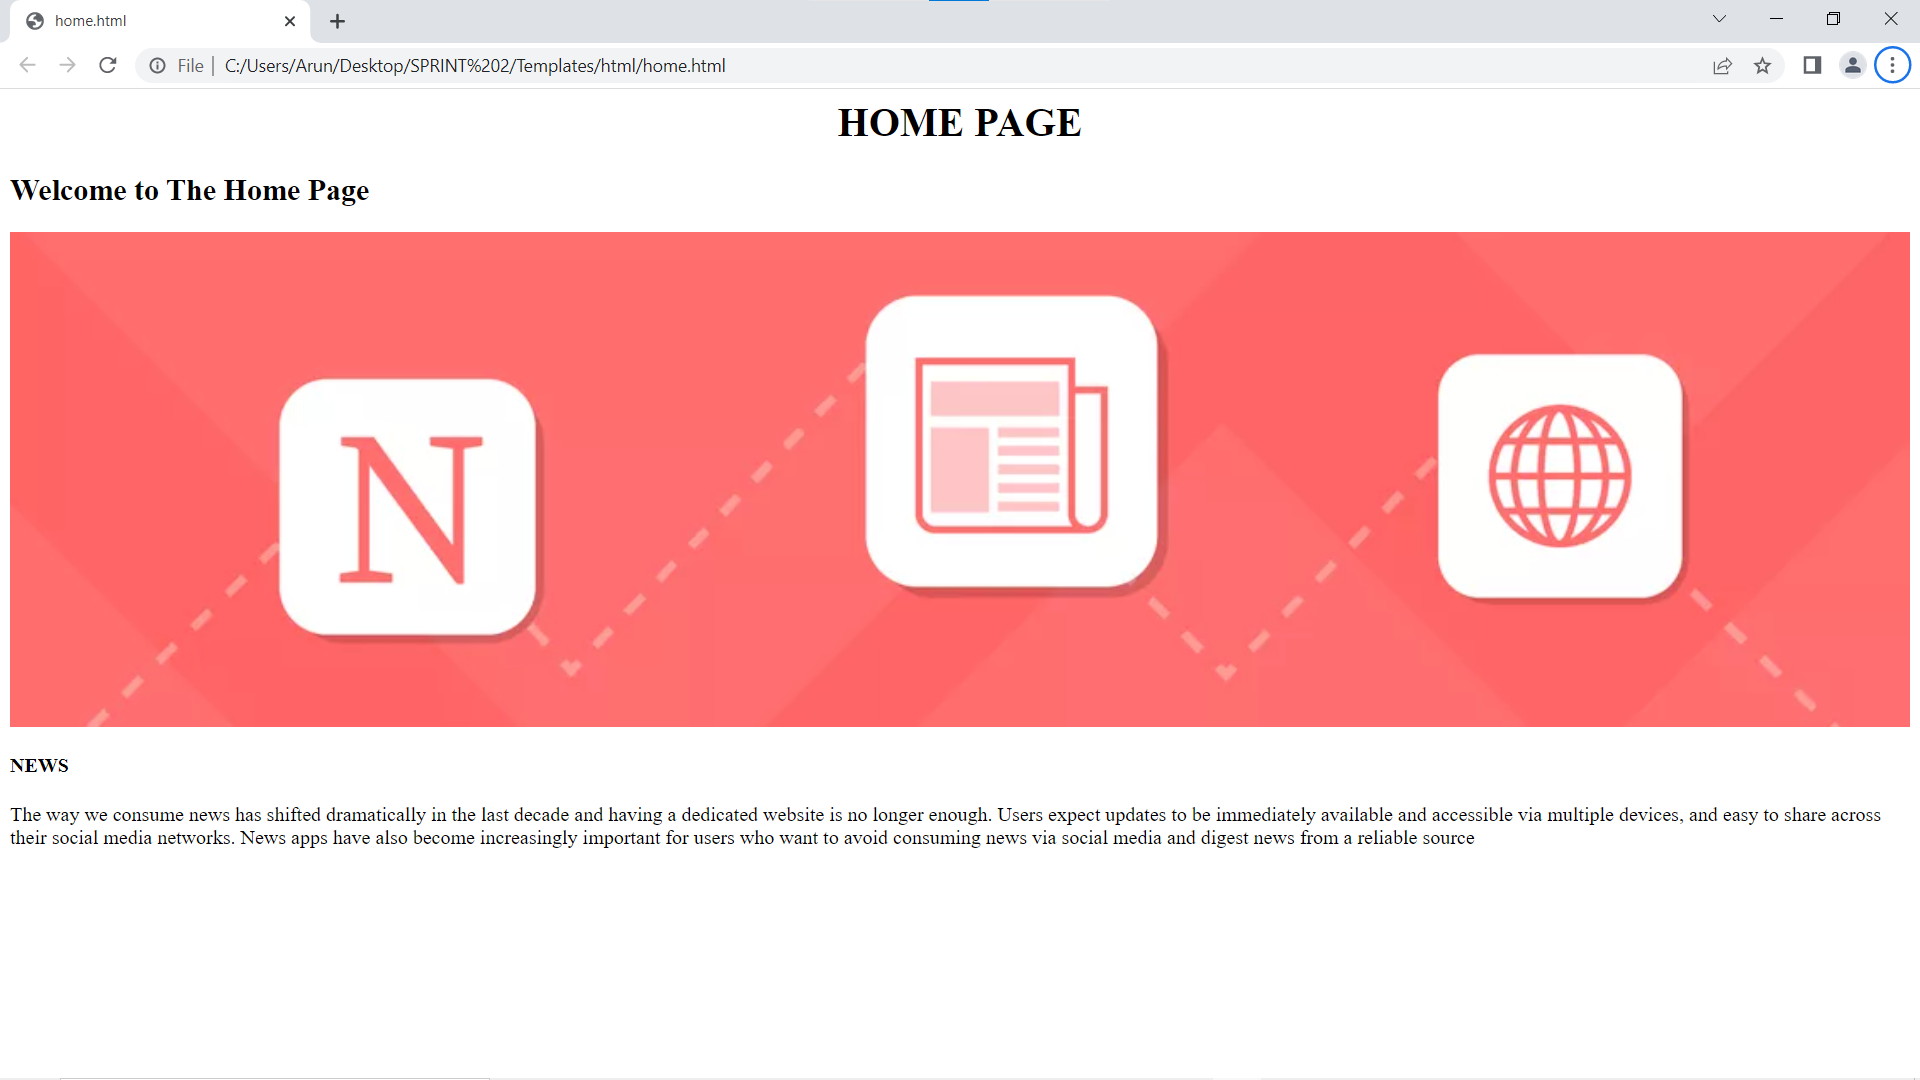 home.html
File | C:/Users/Arun/Desktop/SPRINT%202/Templates/html/home.html
HOME PAGE
Welcome to The Home Page
N
NEWS
The way we consume news has shifted dramatically in the last decade and having a dedicated website is no longer enough. Users expect updates to be immediately available and accessible via multiple devices, and easy to share across
their social media networks. News apps have also become increasingly important for users who want to avoid consuming news via social media and digest news from a reliable source